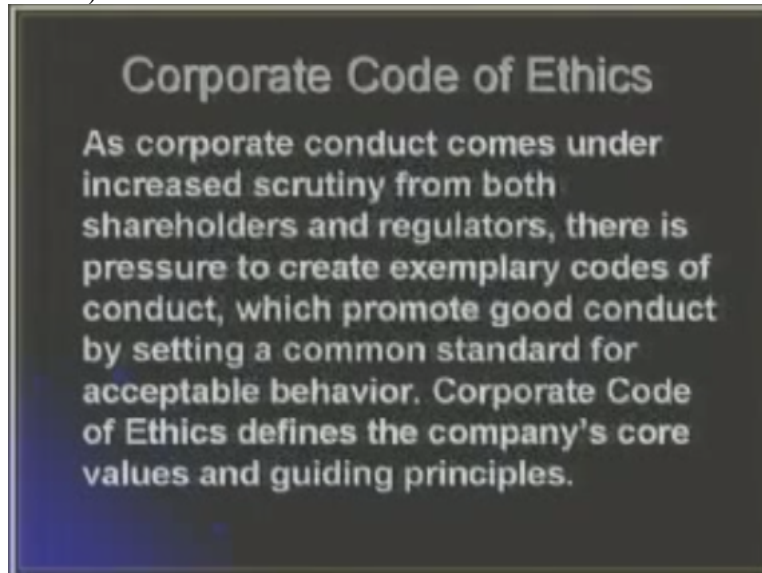 Corporate Code of Ethics
As corporate conduct comes under
increased scrutiny from both
shareholders and regulators, there is
pressure to create exemplary codes of
conduct, which promote good conduct
by setting a common standard for
acceptable behavior. Corporate Code
of Ethics defines the company's core
values and guiding principles.